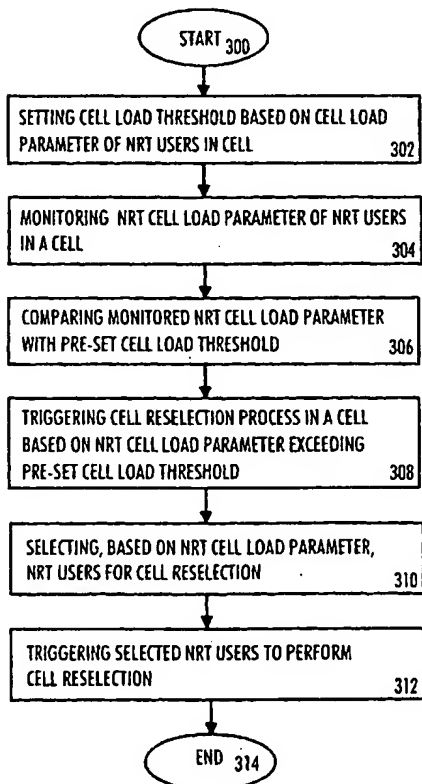 START 300
SETTING CELL LOAD THRESHOLD BASED ON CELL LOAD
PARAMETER OF NRT USERS IN CELL
302
MONITORING NRT CELL LOAD PARAMETER OF NRT USERS
IN A CELL
304
COMPARING MONITORED NRT CELL LOAD PARAMETER
WITH PRE-SET CELL LOAD THRESHOLD
306
TRIGGERING CELL RESELECTION PROCESS IN A CELL
BASED ON NRT CELL LOAD PARAMETER EXCEEDING
PRE-SET CELL LOAD THRESHOLD
308
SELECTING, BASED ON NRT CELL LOAD PARAMETER,
NRT USERS FOR CELL RESELECTION
310
TRIGGERING SELECTED NRT USERS TO PERFORM
CELL RESELECTION
312
END 314